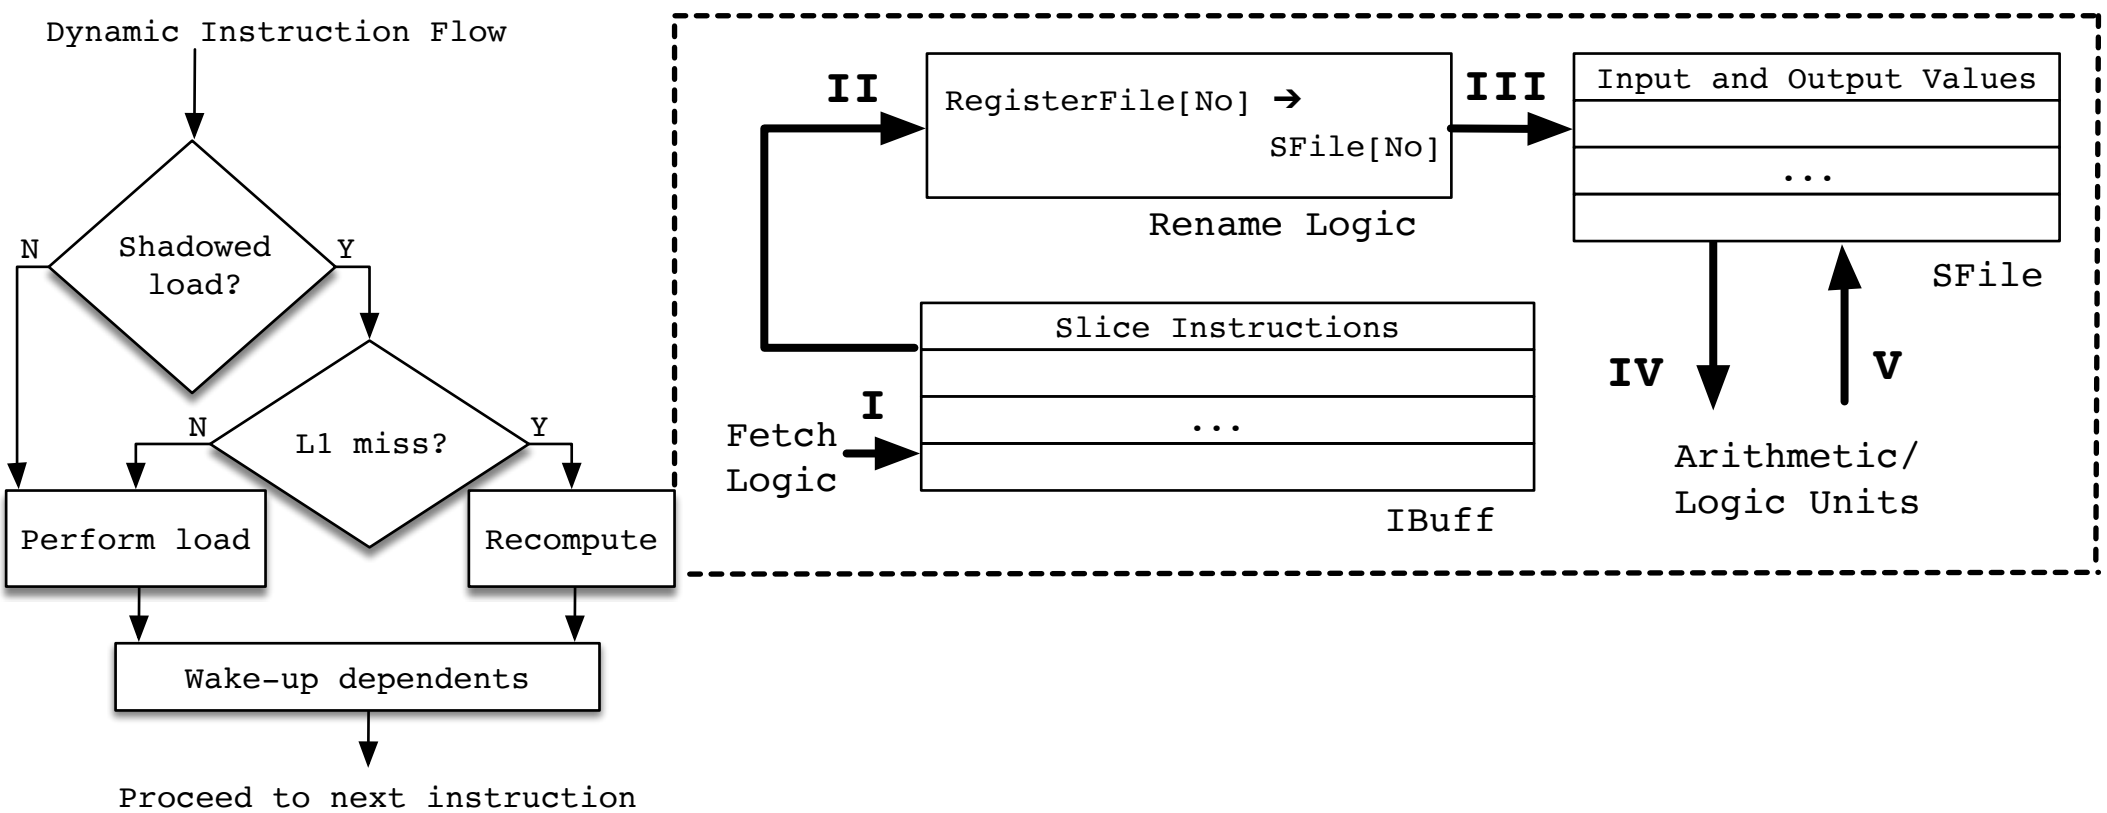 Dynamic Instruction Flow
Shadowed
load?
N
Y
L1 miss?
N
Y
Perform load
Recompute
Wake-up dependents
Proceed to next instruction
II
RegisterFile[No] ➔
SFile[No]
Rename Logic
III
Input and Output Values
...
SFile
Slice Instructions
...
IBuff
I
Fetch
Logic
IV
V
Arithmetic/
Logic Units